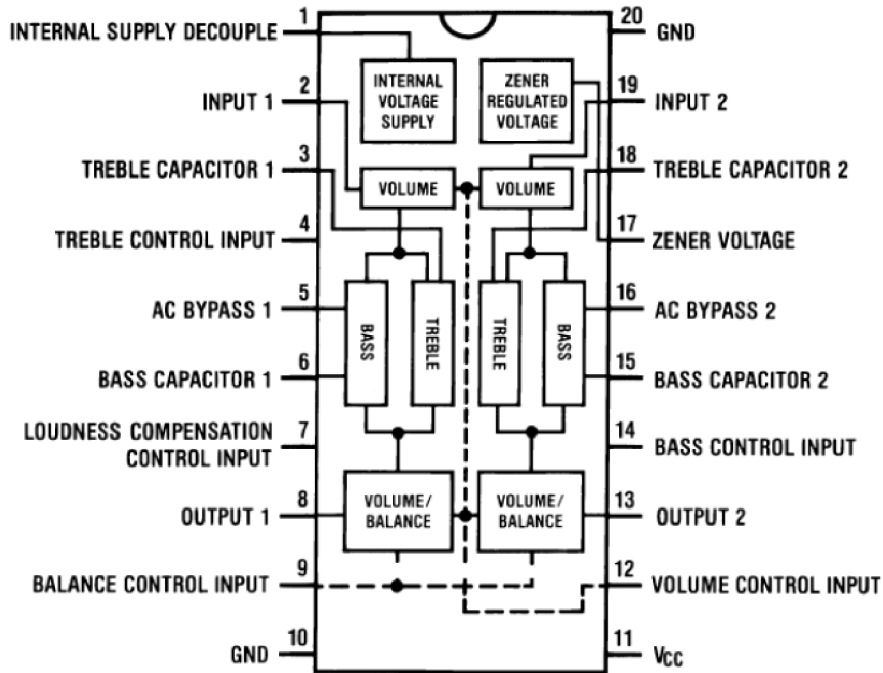 1
INTERNAL SUPPLY DECOUPLE
20
GND
2
INPUT 1
INTERNAL
VOLTAGE
SUPPLY
ZENER
REGULATED
VOLTAGE
19
INPUT 2
3
TREBLE CAPACITOR 1
VOLUME
VOLUME
18
TREBLE CAPACITOR 2
4
TREBLE CONTROL INPUT
17
ZENER VOLTAGE
5
AC BYPASS 1
BASS
TREBLE
TREBLE
BASS
16
AC BYPASS 2
6
BASS CAPACITOR 1
15
BASS CAPACITOR 2
7
LOUDNESS COMPENSATION
CONTROL INPUT
14
BASS CONTROL INPUT
8
OUTPUT 1
VOLUME/
BALANCE
VOLUME/
BALANCE
13
OUTPUT 2
9
BALANCE CONTROL INPUT
12
VOLUME CONTROL INPUT
10
GND
11
VCC